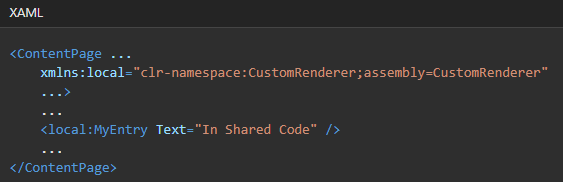 XAML
<ContentPage ...
    xmlns:local="clr-namespace:CustomRenderer;assembly=CustomRenderer"
    ...>
    ...
    <local:MyEntry Text="In Shared Code" />
    ...
</ContentPage>